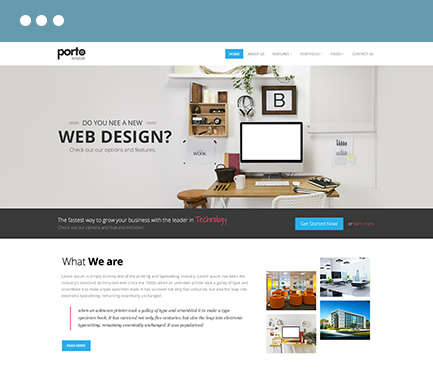 porto
template
HOME
ABOUT US
FEATURES
PORTFOLIO
PAGES
CONTACT US
DO YOU NEE A NEW
WEB DESIGN?
Check out our options and features.
B
WORK
The fastest way to grow your business with the leader in Technology
Check out our options and features included.
Get Started Now!
or learn more.
What We are
Lorem Ipsum is simply dummy text of the printing and typesetting industry. Lorem Ipsum has been the
industry's standard dummy text ever since the 1500s, when an unknown printer took a galley of type and
scrambled it to make a type specimen book. It has survived not only five centuries, but also the leap into
electronic typesetting, remaining essentially unchanged.
when an unknown printer took a galley of type and scrambled it to make a type
specimen book. It has survived not only five centuries, but also the leap into electronic
typesetting, remaining essentially unchanged. It was popularised
READ MORE